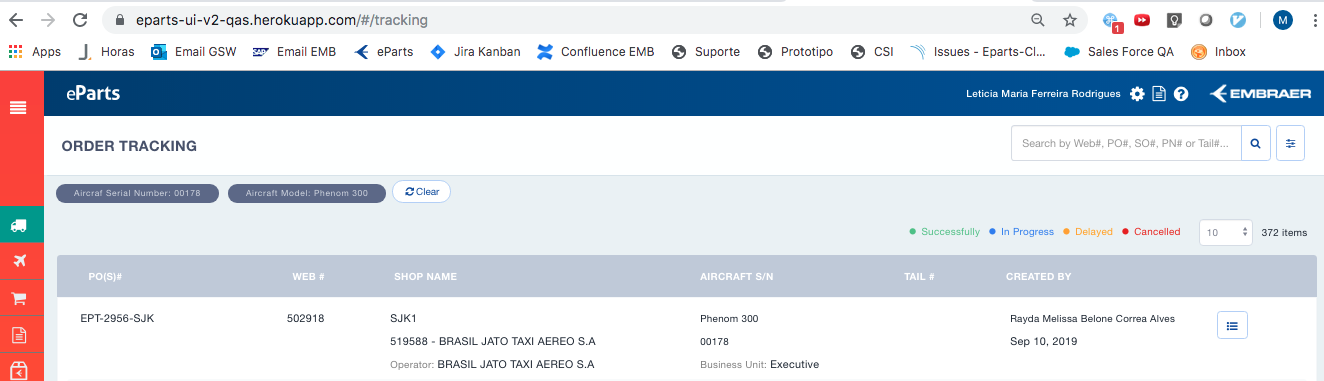 eparts-ui-v2-qas.herokuapp.com/#/tracking
1
M
Apps J. Horas Email GSW SAP Email EMB eParts Jira Kanban Confluence EMB Suporte Prototipo CSI Issues - Eparts-Cl... Sales Force QA Inbox
eParts
Leticia Maria Ferreira Rodrigues
EMBRAER
ORDER TRACKING
Search by Web#, PO#, SO#, PN# or Tail#...
Aircraf Serial Number: 00178 Aircraft Model: Phenom 300 Clear
Successfully In Progress Delayed Cancelled 10 372 items
PO(S)# WEB # SHOP NAME AIRCRAFT S/N TAIL # CREATED BY
EPT-2956-SJK 502918 SJK1 Phenom 300 Rayda Melissa Belone Correa Alves
519588 - BRASIL JATO TAXI AEREO S.A 00178 Sep 10, 2019
Operator: BRASIL JATO TAXI AEREO S.A Business Unit: Executive